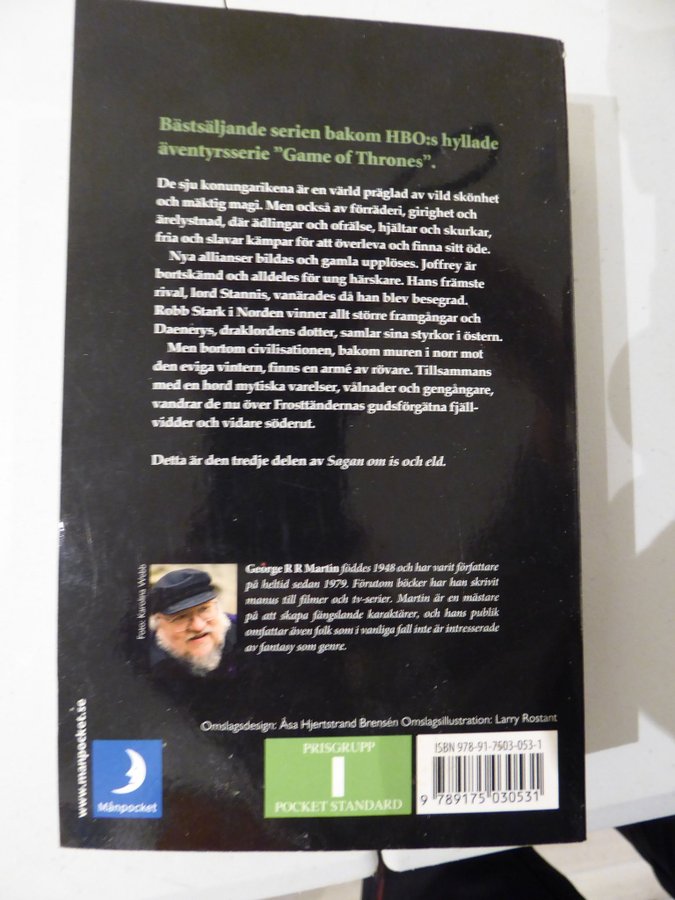 Bästsäljande serien bakom HBO:s hyllade
äventyrsserie ”Game of Thrones”.
De sju konungarikena är en värld präglad av vild skönhet
och mäktig magi. Men också av förräderi, girighet och
ärelystnad, där ädlingar och ofrälse, hjältar och skurkar,
fria och slavar kämpar för att överleva och finna sitt öde.
Nya allianser bildas och gamla upplöses. Joffrey är
bortskämd och alldeles för ung härskare. Hans främste
rival, lord Stannis, vanärades då han blev besegrad.
Robb Stark i Norden vinner allt större framgångar och
Daenerys, draklordens dotter, samlar sina styrkor i östern.
Men bortom civilisationen, bakom muren i norr mot
den eviga vintern, finns en armé av rövare. Tillsammans
med en hord mytiska varelser, vålnader och gengångare,
vandrar de nu över Frosttändernas gudsförgätna fjäll-
vidder och vidare söderut.
Detta är den tredje delen av Sagan om is och eld.
Foto: Karolina Webb
George R R Martin föddes 1948 och har varit författare
på heltid sedan 1979. Förutom böcker har han skrivit
manus till filmer och tv-serier. Martin är en mästare
på att skapa fängslande karaktärer, och hans publik
omfattar även folk som i vanliga fall inte är intresserade
av fantasy som genre.
Omslagsdesign: Åsa Hjertstrand Brensén Omslagsillustration: Larry Rostant
www.manpocket.se
Månpocket
PRISGRUPP
I
POCKET STANDARD
ISBN 978-91-7503-053-1
9 789175 030531